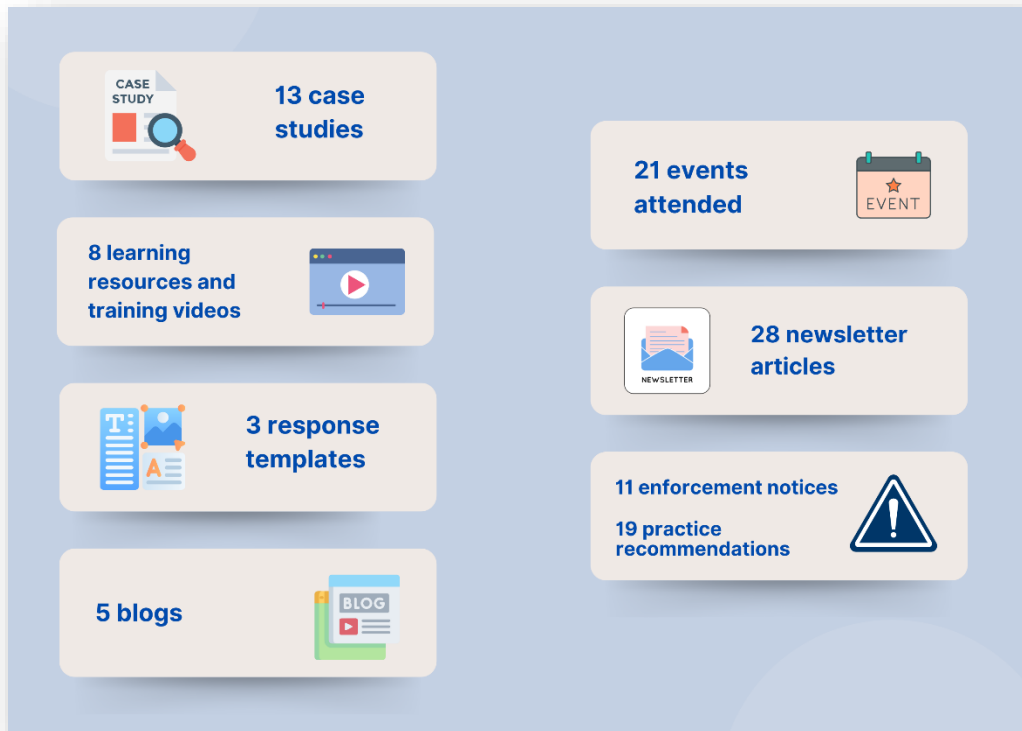 CASE
STUDY
13 case
studies
8 learning
resources and
training videos
T
A
3 response
templates
5 blogs
BLOG
21 events
attended
EVENT
NEWSLETTER
28 newsletter
articles
11 enforcement notices
19 practice
recommendations
!